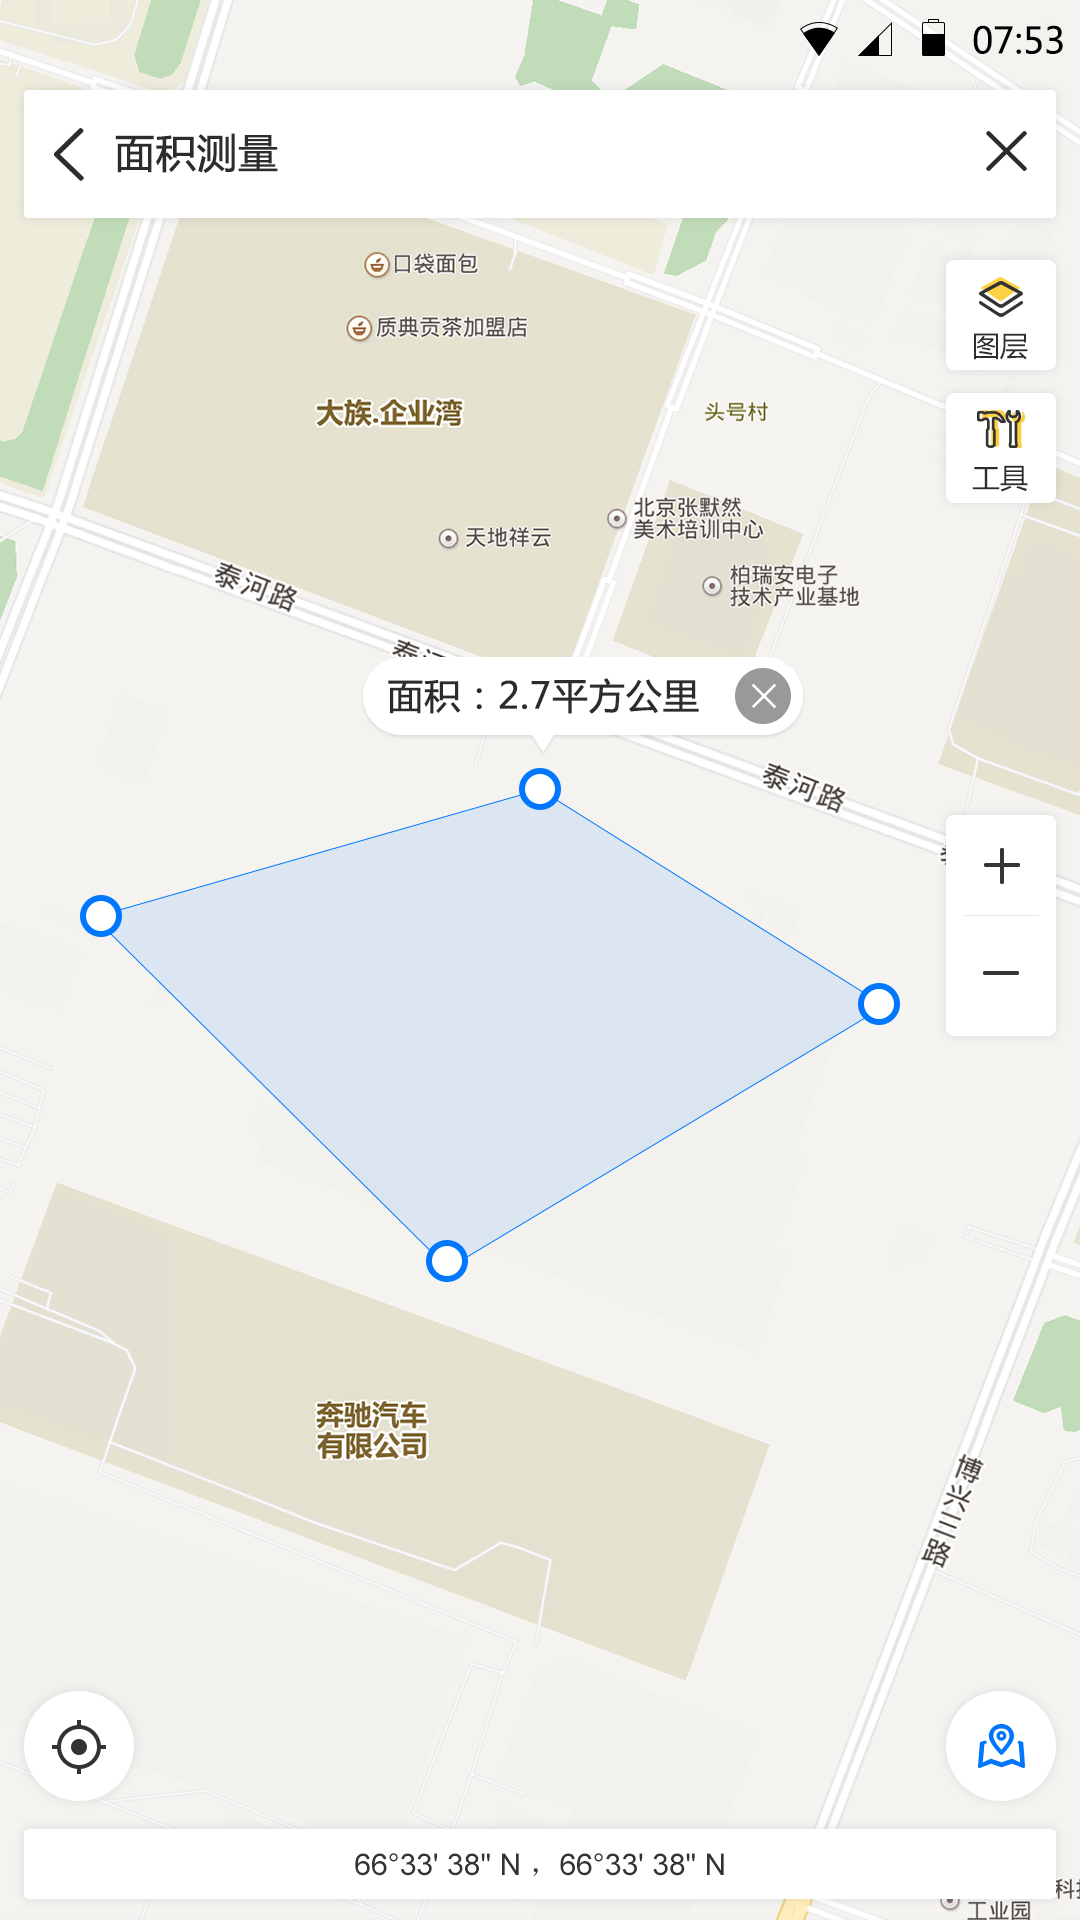 07:53
面积测量
口袋面包
质典贡茶加盟店
图层
大族.企业湾
头号村
工具
北京张默然
美术培训中心
天地祥云
柏瑞安电子
技术产业基地
泰河路
泰
面积：2.7平方公里
泰河路
奔驰汽车
有限公司
博兴三路
66°33' 38" N ，66°33' 38" N
科
工业园